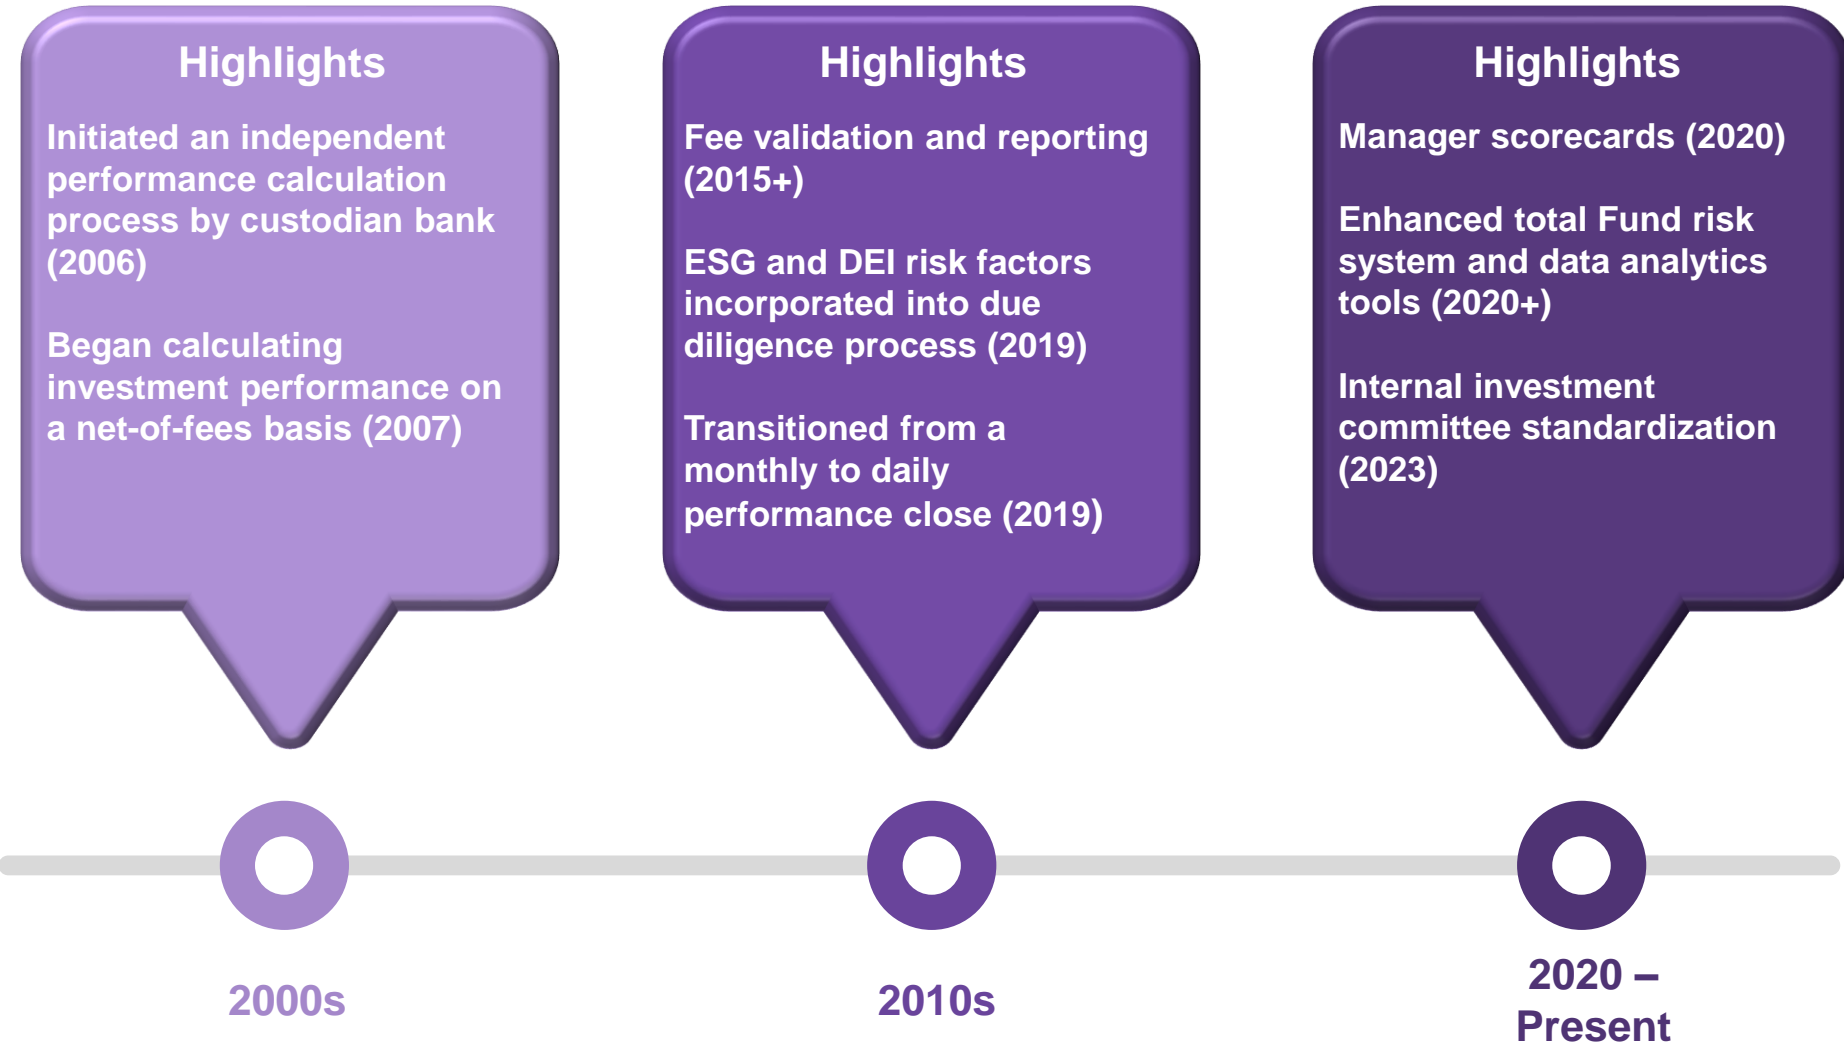 Highlights
Initiated an independent
performance calculation
process by custodian bank
(2006)
Began calculating
investment performance on
a net-of-fees basis (2007)
Highlights
Fee validation and reporting
(2015+)
ESG and DEI risk factors
incorporated into due
diligence process (2019)
Transitioned from a
monthly to daily
performance close (2019)
Highlights
Manager scorecards (2020)
Enhanced total Fund risk
system and data analytics
tools (2020+)
Internal investment
committee standardization
(2023)
2000s
2010s
2020 –
Present